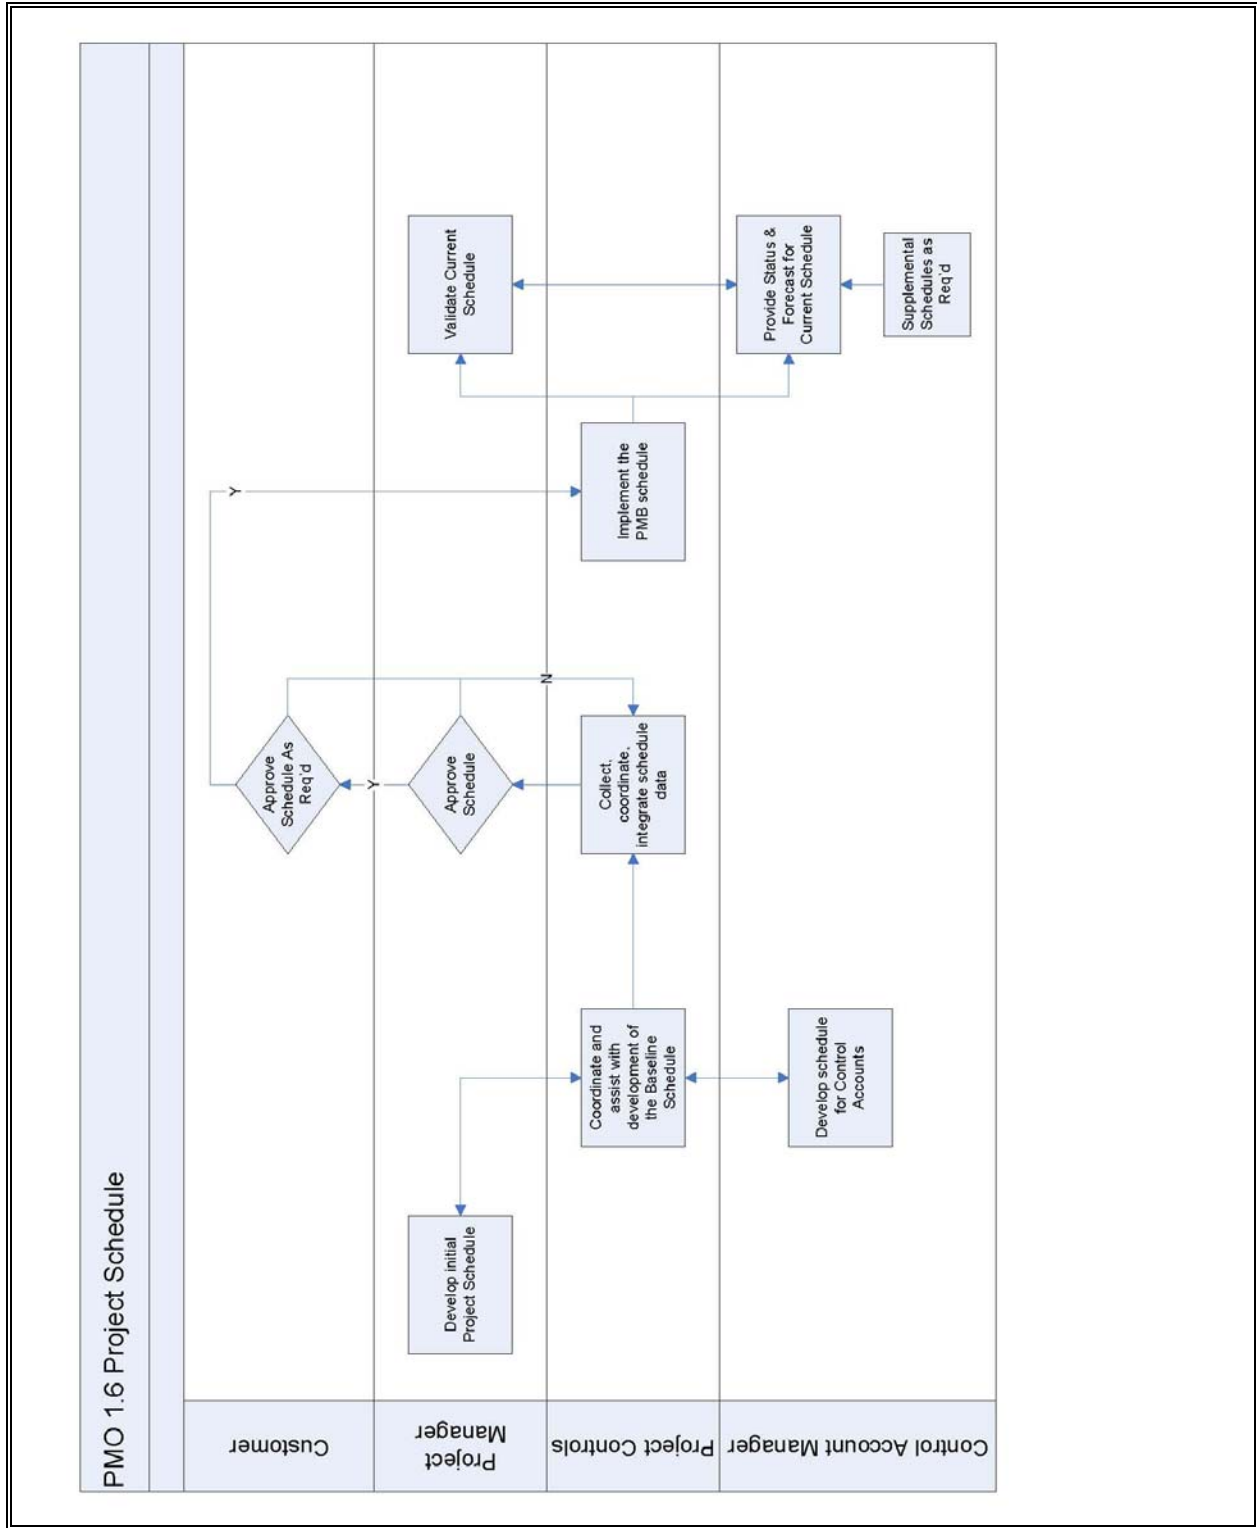 PMO 1.6 Project Schedule
Customer
Approve
Schedule As
Req'd
Y
Y
Project
Manager
Develop initial
Project Schedule
Approve
Schedule
Validate Current
Schedule
N
Project Controls
Coordinate and
assist with
development of
the Baseline
Schedule
Collect,
coordinate,
integrate schedule
data
Implement the
PMB schedule
Control Account Manager
Develop schedule
for Control
Accounts
Provide Status &
Forecast for
Current Schedule
Supplemental
Schedules as
Req'd